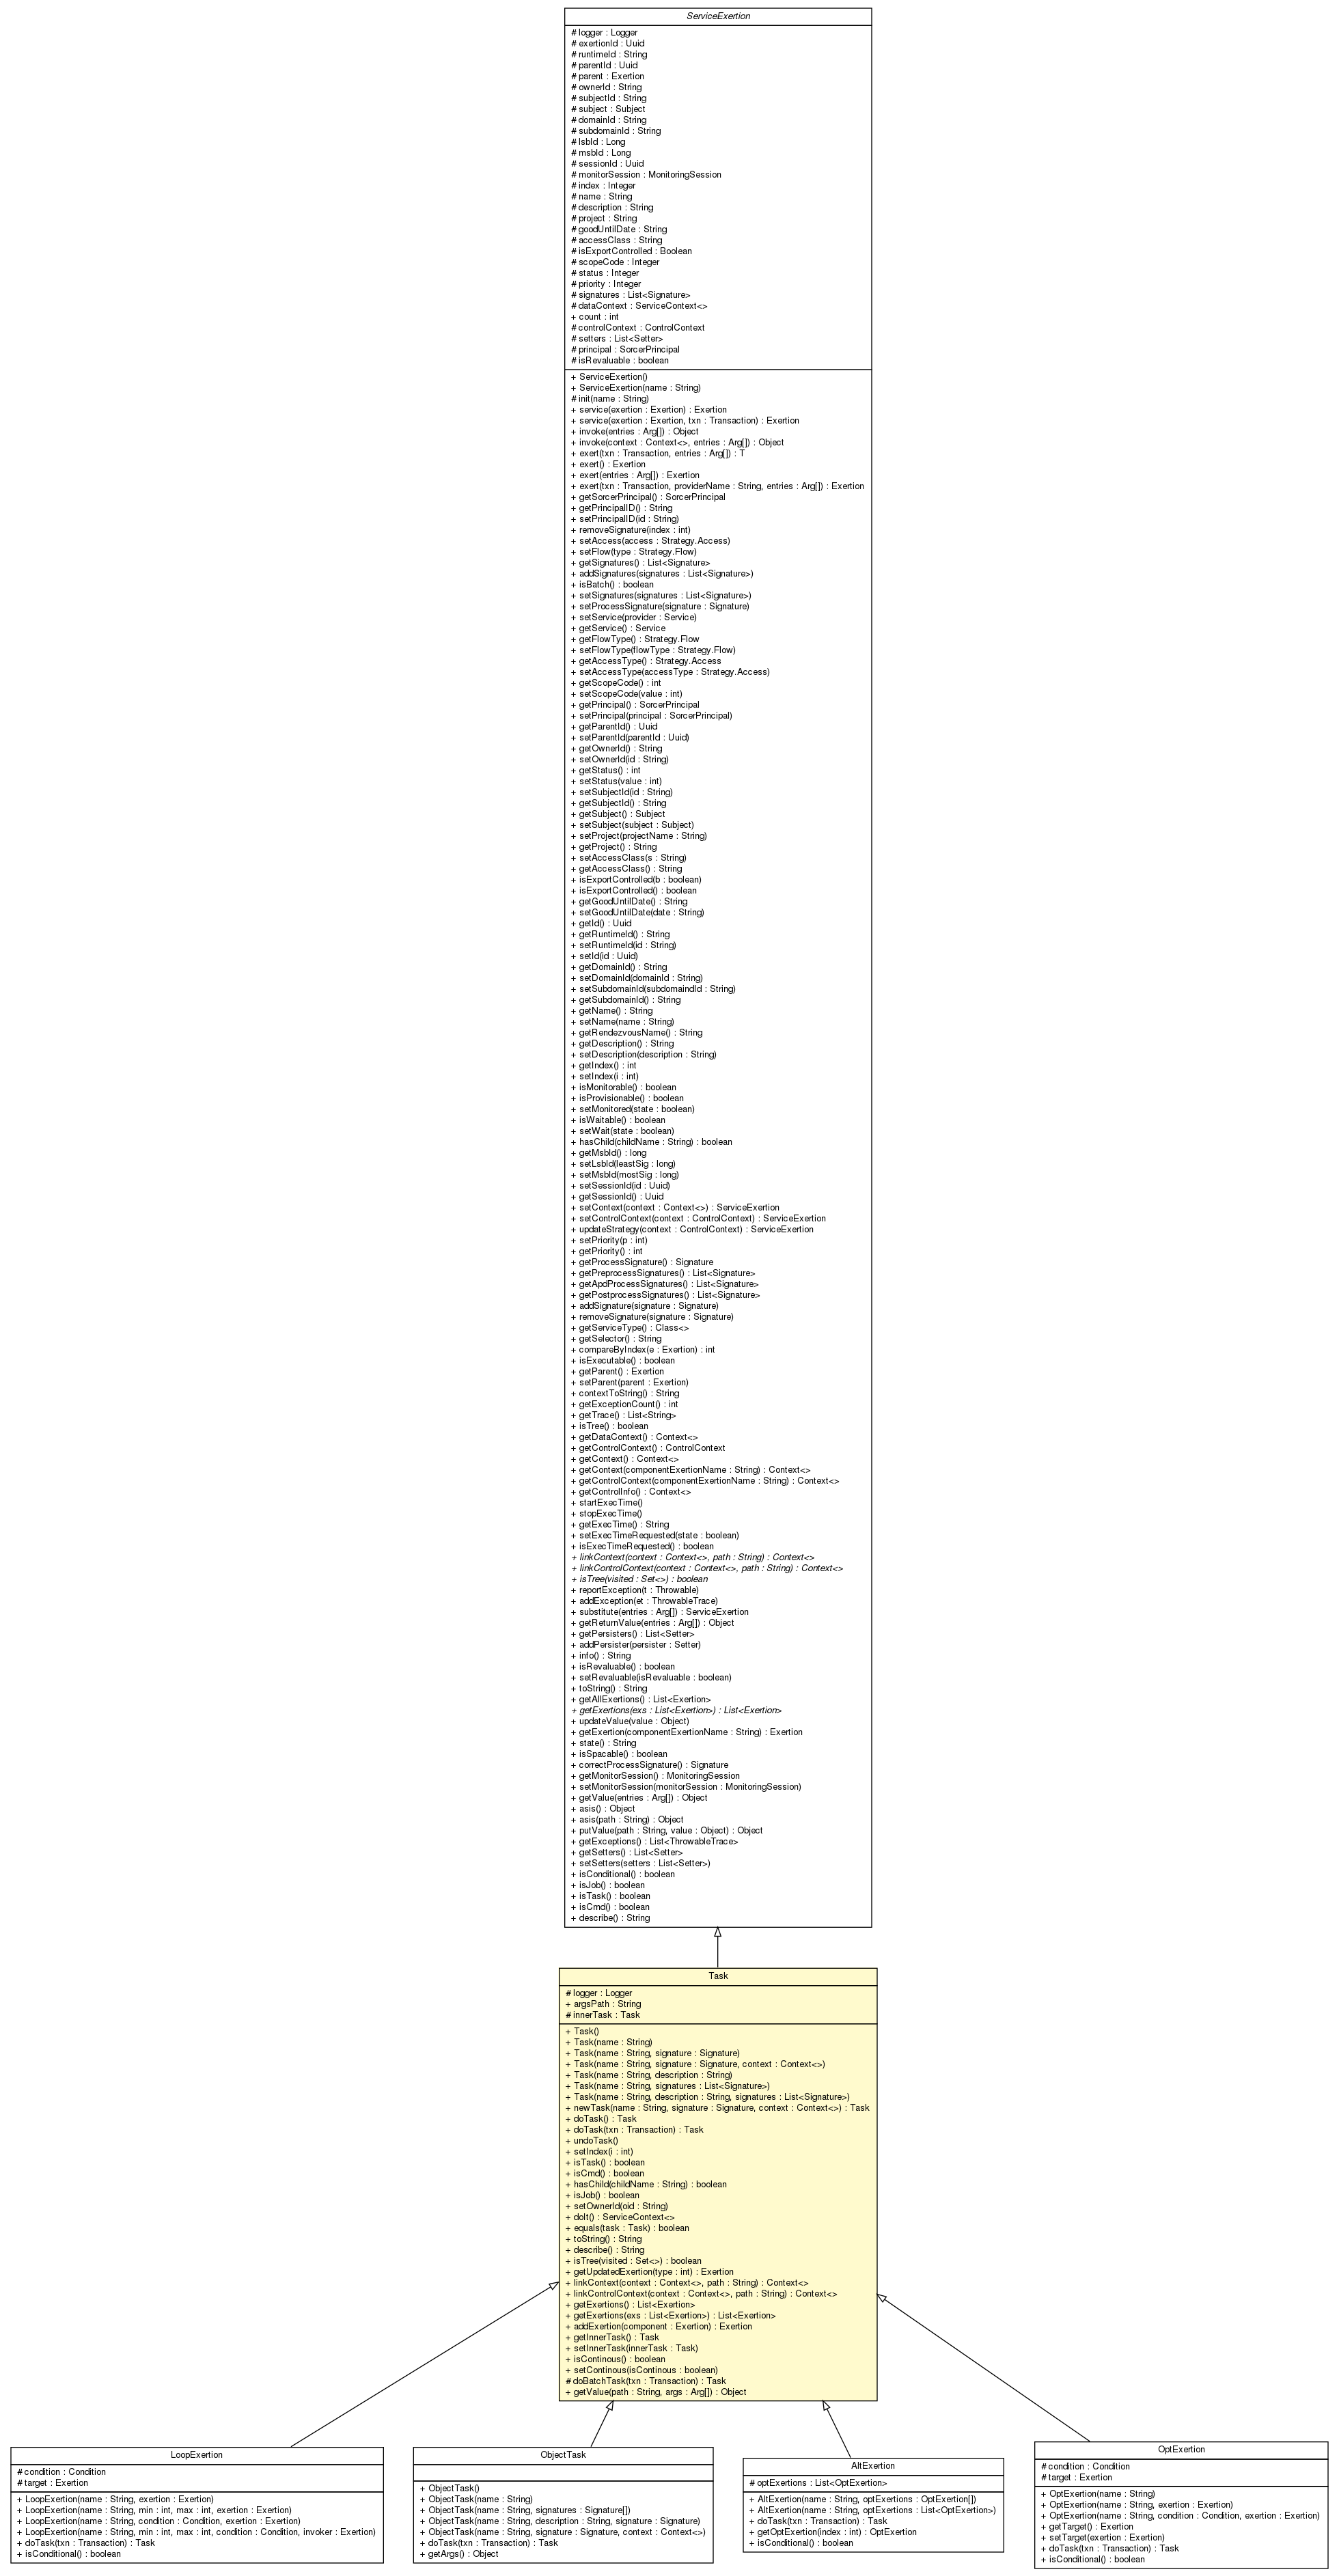 ServiceExertion
# logger : Logger
# exertionId : Uuid
# runtimeId : String
# parentId : Uuid
# parent : Exertion
# ownerId : String
# subjectId : String
# subject : Subject
# domainId : String
# subdomainId : String
# lsbId : Long
# msbId : Long
# sessionId : Uuid
# monitorSession : MonitoringSession
# index : Integer
# name : String
# description : String
# project : String
# goodUntilDate : String
# accessClass : String
# isExportControlled : Boolean
# scopeCode : Integer
# status : Integer
# priority : Integer
# signatures : List<Signature>
# dataContext : ServiceContext<>
+ count : int
# controlContext : ControlContext
# setters : List<Setter>
# principal : SorcerPrincipal
# isRevaluable : boolean
+ ServiceExertion()
+ ServiceExertion(name : String)
# init(name : String)
+ service(exertion : Exertion) : Exertion
+ service(exertion : Exertion, txn : Transaction) : Exertion
+ invoke(entries : Arg[]) : Object
+ invoke(context : Context<>, entries : Arg[]) : Object
+ exert(txn : Transaction, entries : Arg[]) : T
+ exert() : Exertion
+ exert(entries : Arg[]) : Exertion
+ exert(txn : Transaction, providerName : String, entries : Arg[]) : Exertion
+ getSorcerPrincipal() : SorcerPrincipal
+ getPrincipalID() : String
+ setPrincipalID(id : String)
+ removeSignature(index : int)
+ setAccess(access : Strategy.Access)
+ setFlow(type : Strategy.Flow)
+ getSignatures() : List<Signature>
+ addSignatures(signatures : List<Signature>)
+ isBatch() : boolean
+ setSignatures(signatures : List<Signature>)
+ setProcessSignature(signature : Signature)
+ setService(provider : Service)
+ getService() : Service
+ getFlowType() : Strategy.Flow
+ setFlowType(flowType : Strategy.Flow)
+ getAccessType() : Strategy.Access
+ setAccessType(accessType : Strategy.Access)
+ getScopeCode() : int
+ setScopeCode(value : int)
+ getPrincipal() : SorcerPrincipal
+ setPrincipal(principal : SorcerPrincipal)
+ getParentId() : Uuid
+ setParentId(parentId : Uuid)
+ getOwnerId() : String
+ setOwnerId(id : String)
+ getStatus() : int
+ setStatus(value : int)
+ setSubjectId(id : String)
+ getSubjectId() : String
+ getSubject() : Subject
+ setSubject(subject : Subject)
+ setProject(projectName : String)
+ getProject() : String
+ setAccessClass(s : String)
+ getAccessClass() : String
+ isExportControlled(b : boolean)
+ isExportControlled() : boolean
+ getGoodUntilDate() : String
+ setGoodUntilDate(date : String)
+ getId() : Uuid
+ getRuntimeId() : String
+ setRuntimeId(id : String)
+ setId(id : Uuid)
+ getDomainId() : String
+ setDomainId(domainId : String)
+ setSubdomainId(subdomaindId : String)
+ getSubdomainId() : String
+ getName() : String
+ setName(name : String)
+ getRendezvousName() : String
+ getDescription() : String
+ setDescription(description : String)
+ getIndex() : int
+ setIndex(i : int)
+ isMonitorable() : boolean
+ isProvisionable() : boolean
+ setMonitored(state : boolean)
+ isWaitable() : boolean
+ setWait(state : boolean)
+ hasChild(childName : String) : boolean
+ getMsbId() : long
+ setLsbId(leastSig : long)
+ setMsbId(mostSig : long)
+ setSessionId(id : Uuid)
+ getSessionId() : Uuid
+ setContext(context : Context<>) : ServiceExertion
+ setControlContext(context : ControlContext) : ServiceExertion
+ updateStrategy(context : ControlContext) : ServiceExertion
+ setPriority(p : int)
+ getPriority() : int
+ getProcessSignature() : Signature
+ getPreprocessSignatures() : List<Signature>
+ getApdProcessSignatures() : List<Signature>
+ getPostprocessSignatures() : List<Signature>
+ addSignature(signature : Signature)
+ removeSignature(signature : Signature)
+ getServiceType() : Class<>
+ getSelector() : String
+ compareByIndex(e : Exertion) : int
+ isExecutable() : boolean
+ getParent() : Exertion
+ setParent(parent : Exertion)
+ contextToString() : String
+ getExceptionCount() : int
+ getTrace() : List<String>
+ isTree() : boolean
+ getDataContext() : Context<>
+ getControlContext() : ControlContext
+ getContext() : Context<>
+ getContext(componentExertionName : String) : Context<>
+ getControlContext(componentExertionName : String) : Context<>
+ getControlInfo() : Context<>
+ startExecTime()
+ stopExecTime()
+ getExecTime() : String
+ setExecTimeRequested(state : boolean)
+ isExecTimeRequested() : boolean
+ linkContext(context : Context<>, path : String) : Context<>
+ linkControlContext(context : Context<>, path : String) : Context<>
+ isTree(visited : Set<>) : boolean
+ reportException(t : Throwable)
+ addException(et : ThrowableTrace)
+ substitute(entries : Arg[]) : ServiceExertion
+ getReturnValue(entries : Arg[]) : Object
+ getPersisters() : List<Setter>
+ addPersister(persister : Setter)
+ info() : String
+ isRevaluable() : boolean
+ setRevaluable(isRevaluable : boolean)
+ toString() : String
+ getAllExertions() : List<Exertion>
+ getExertions(exs : List<Exertion>) : List<Exertion>
+ updateValue(value : Object)
+ getExertion(componentExertionName : String) : Exertion
+ state() : String
+ isSpacable() : boolean
+ correctProcessSignature() : Signature
+ getMonitorSession() : MonitoringSession
+ setMonitorSession(monitorSession : MonitoringSession)
+ getValue(entries : Arg[]) : Object
+ asis() : Object
+ asis(path : String) : Object
+ putValue(path : String, value : Object) : Object
+ getExceptions() : List<ThrowableTrace>
+ getSetters() : List<Setter>
+ setSetters(setters : List<Setter>)
+ isConditional() : boolean
+ isJob() : boolean
+ isTask() : boolean
+ isCmd() : boolean
+ describe() : String
Task
# logger : Logger
+ argsPath : String
# innerTask : Task
+ Task()
+ Task(name : String)
+ Task(name : String, signature : Signature)
+ Task(name : String, signature : Signature, context : Context<>)
+ Task(name : String, description : String)
+ Task(name : String, signatures : List<Signature>)
+ Task(name : String, description : String, signatures : List<Signature>)
+ newTask(name : String, signature : Signature, context : Context<>) : Task
+ doTask() : Task
+ doTask(txn : Transaction) : Task
+ undoTask()
+ setIndex(i : int)
+ isTask() : boolean
+ isCmd() : boolean
+ hasChild(childName : String) : boolean
+ isJob() : boolean
+ setOwnerId(oid : String)
+ doIt() : ServiceContext<>
+ equals(task : Task) : boolean
+ toString() : String
+ describe() : String
+ isTree(visited : Set<>) : boolean
+ getUpdatedExertion(type : int) : Exertion
+ linkContext(context : Context<>, path : String) : Context<>
+ linkControlContext(context : Context<>, path : String) : Context<>
+ getExertions() : List<Exertion>
+ getExertions(exs : List<Exertion>) : List<Exertion>
+ addExertion(component : Exertion) : Exertion
+ getInnerTask() : Task
+ setInnerTask(innerTask : Task)
+ isContinous() : boolean
+ setContinous(isContinous : boolean)
# doBatchTask(txn : Transaction) : Task
+ getValue(path : String, args : Arg[]) : Object
LoopExertion
# condition : Condition
# target : Exertion
+ LoopExertion(name : String, exertion : Exertion)
+ LoopExertion(name : String, min : int, max : int, exertion : Exertion)
+ LoopExertion(name : String, condition : Condition, exertion : Exertion)
+ LoopExertion(name : String, min : int, max : int, condition : Condition, invoker : Exertion)
+ doTask(txn : Transaction) : Task
+ isConditional() : boolean
ObjectTask
+ ObjectTask()
+ ObjectTask(name : String)
+ ObjectTask(name : String, signatures : Signature[])
+ ObjectTask(name : String, description : String, signature : Signature)
+ ObjectTask(name : String, signature : Signature, context : Context<>)
+ doTask(txn : Transaction) : Task
+ getArgs() : Object
AltExertion
# optExertions : List<OptExertion>
+ AltExertion(name : String, optExertions : OptExertion[])
+ AltExertion(name : String, optExertions : List<OptExertion>)
+ doTask(txn : Transaction) : Task
+ getOptExertion(index : int) : OptExertion
+ isConditional() : boolean
OptExertion
# condition : Condition
# target : Exertion
+ OptExertion(name : String)
+ OptExertion(name : String, exertion : Exertion)
+ OptExertion(name : String, condition : Condition, exertion : Exertion)
+ getTarget() : Exertion
+ setTarget(exertion : Exertion)
+ doTask(txn : Transaction) : Task
+ isConditional() : boolean